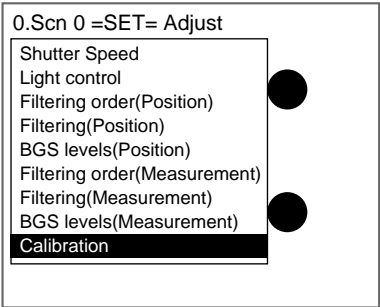 0.Scn 0 =SET= Adjust
Shutter Speed
Light control
Filtering order(Position)
Filtering(Position)
BGS levels(Position)
Filtering order(Measurement)
Filtering(Measurement)
BGS levels(Measurement)
Calibration